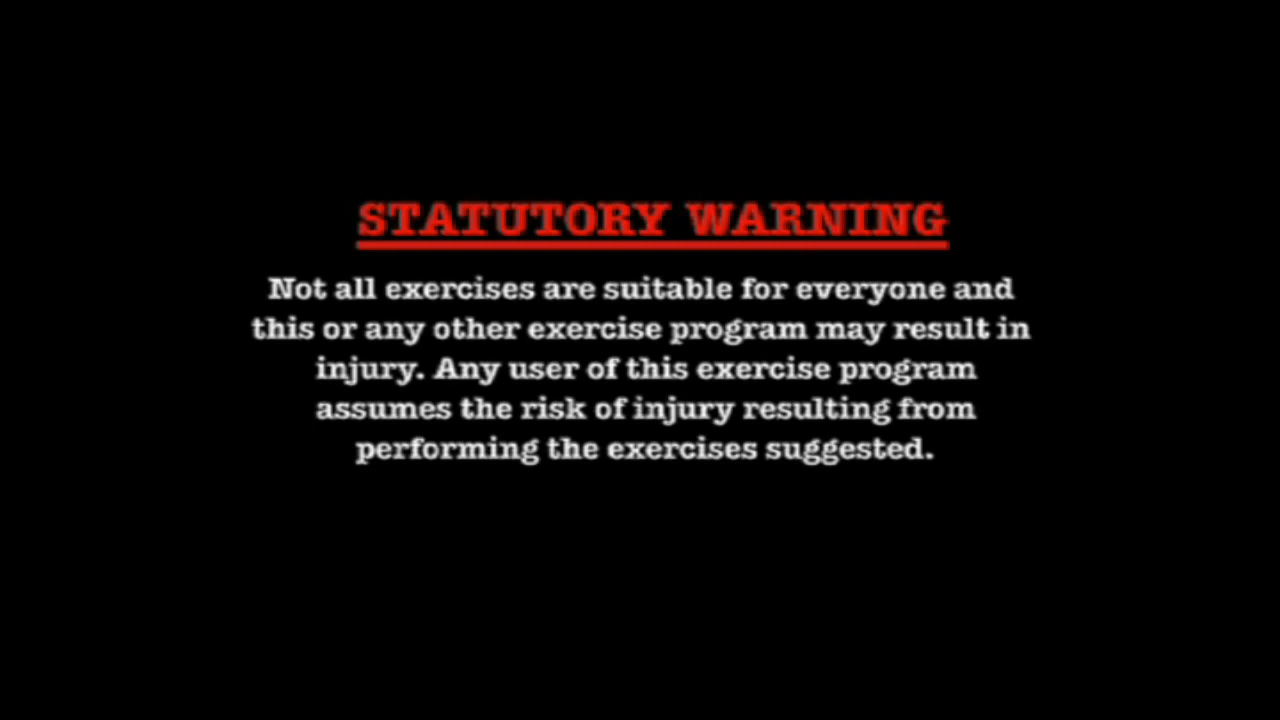 STATUTORY WARNING
Not all exercises are suitable for everyone and
this or any other exercise program may result in
injury. Any user of this exercise program
assumes the risk of injury resulting from
performing the exercises suggested.